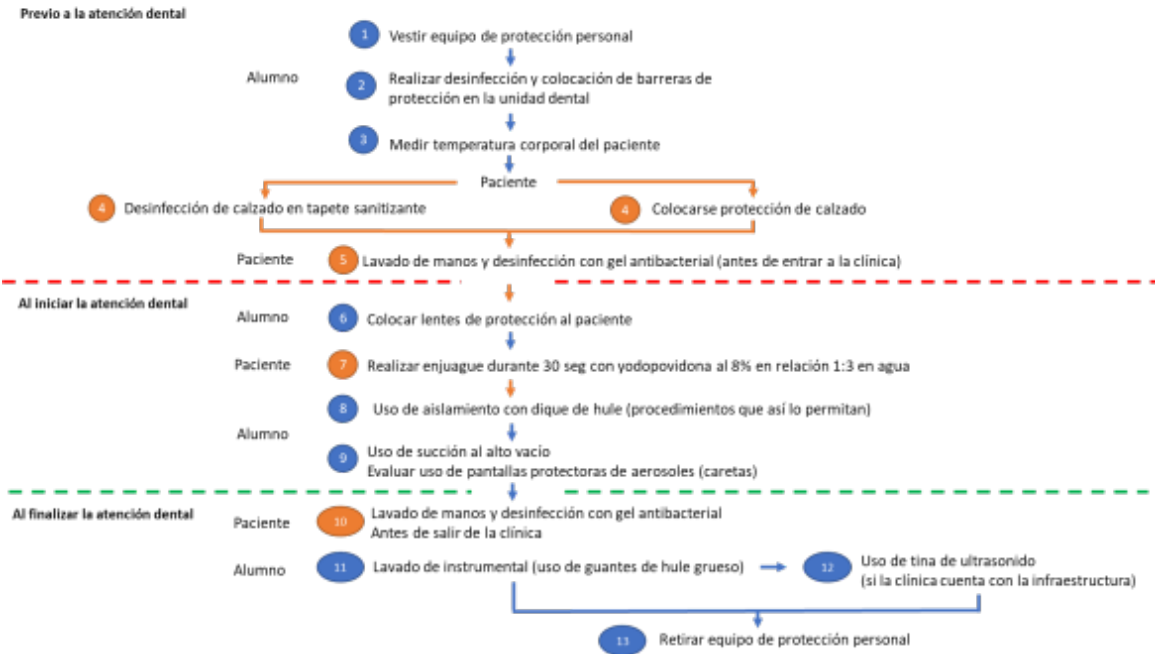 Previo a la atención dental
1 Vestir equipo de protección personal
Alumno
2 Realizar desinfección y colocación de barreras de
protección en la unidad dental
3 Medir temperatura corporal del paciente
Paciente
4 Desinfección de calzado en tapete sanitizante
4 Colocarse protección de calzado
Paciente 5 Lavado de manos y desinfección con gel antibacterial (antes de entrar a la clínica)
Al iniciar la atención dental
Alumno 6 Colocar lentes de protección al paciente
Paciente 7 Realizar enjuague durante 30 seg con yodopovidona al 8% en relación 1:3 en agua
8 Uso de aislamiento con dique de hule (procedimientos que así lo permitan)
Alumno
9 Uso de succión al alto vacío
Evaluar uso de pantallas protectoras de aerosoles (caretas)
Al finalizar la atención dental
Paciente 10 Lavado de manos y desinfección con gel antibacterial
Antes de salir de la clínica
Alumno 11 Lavado de instrumental (uso de guantes de hule grueso)
12 Uso de tina de ultrasonido
(si la clínica cuenta con la infraestructura)
13 Retirar equipo de protección personal